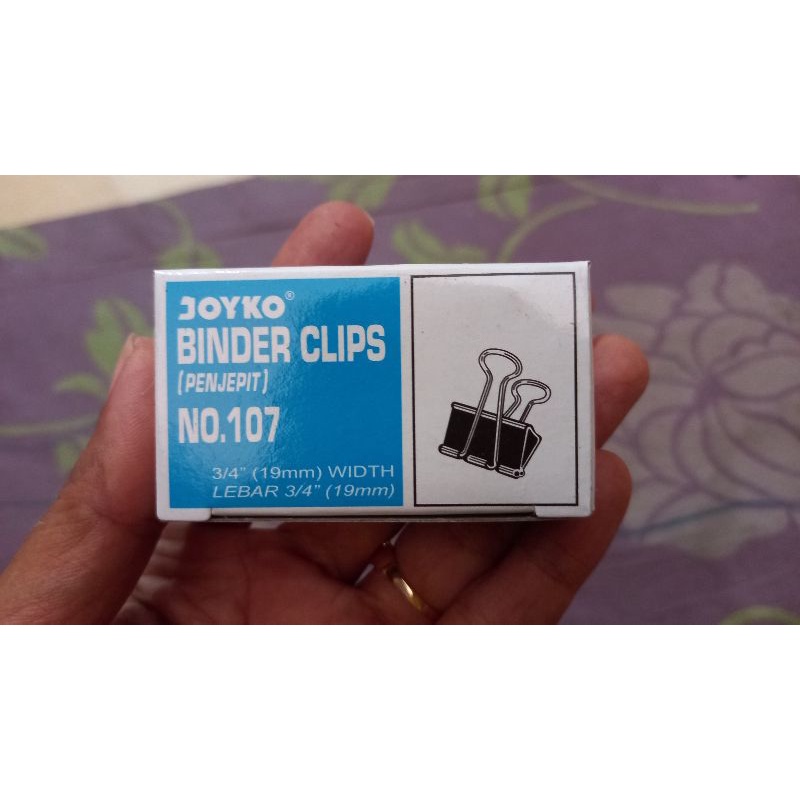 JOYKO®
BINDER CLIPS
(PENJEPIT)
NO.107
3/4" (19mm) WIDTH
LEBAR 3/4" (19mm)